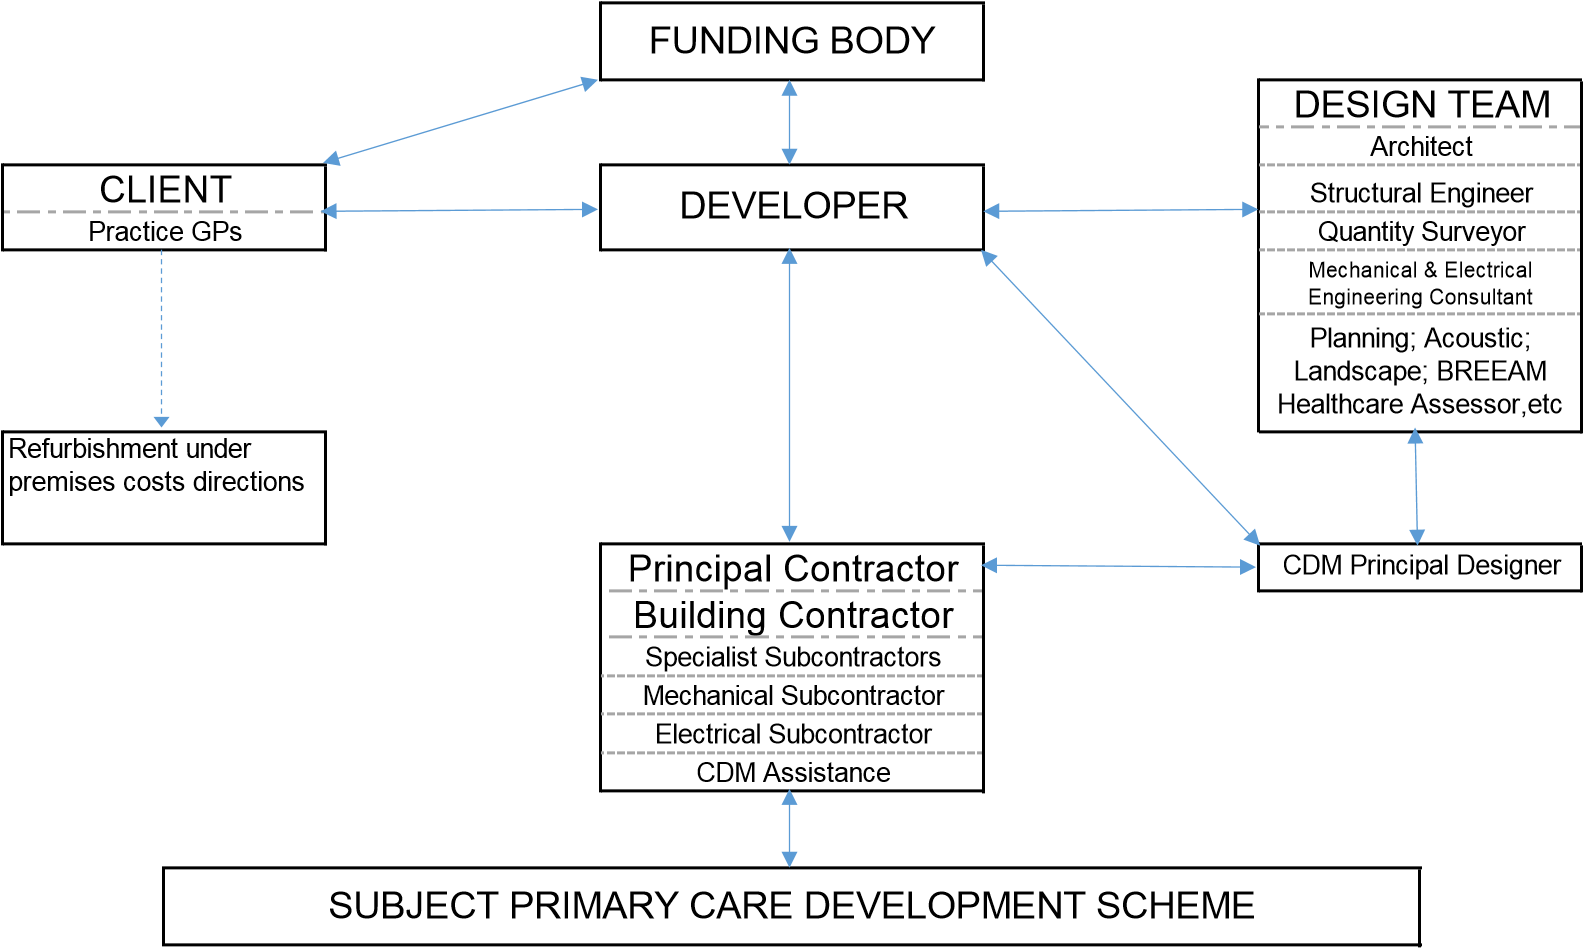 FUNDING BODY
CLIENT
Practice GPs
DEVELOPER
DESIGN TEAM
Architect
Structural Engineer
Quantity Surveyor
Mechanical & Electrical
Engineering Consultant
Planning; Acoustic;
Landscape; BREEAM
Healthcare Assessor,etc
Refurbishment under
premises costs directions
Principal Contractor
Building Contractor
Specialist Subcontractors
Mechanical Subcontractor
Electrical Subcontractor
CDM Assistance
CDM Principal Designer
SUBJECT PRIMARY CARE DEVELOPMENT SCHEME